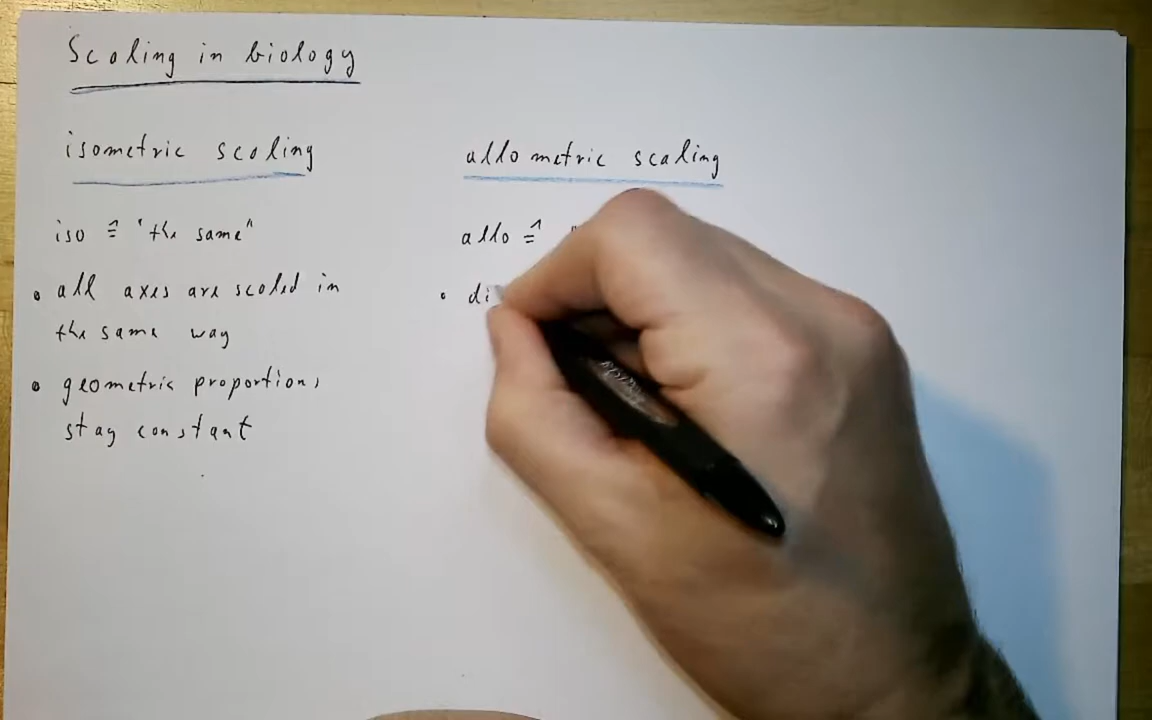 Scaling in biology
isometric scaling
iso ≙ "the same"
• all axes are scaled in
the same way
• geometric proportions
stay constant
allometric scaling
allo ≙ "
• di